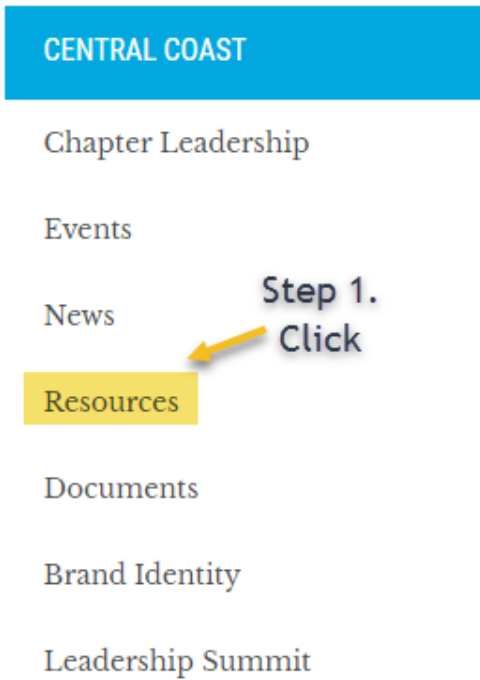 CENTRAL COAST
Chapter Leadership
Events
News
Step 1.
Click
Resources
Documents
Brand Identity
Leadership Summit